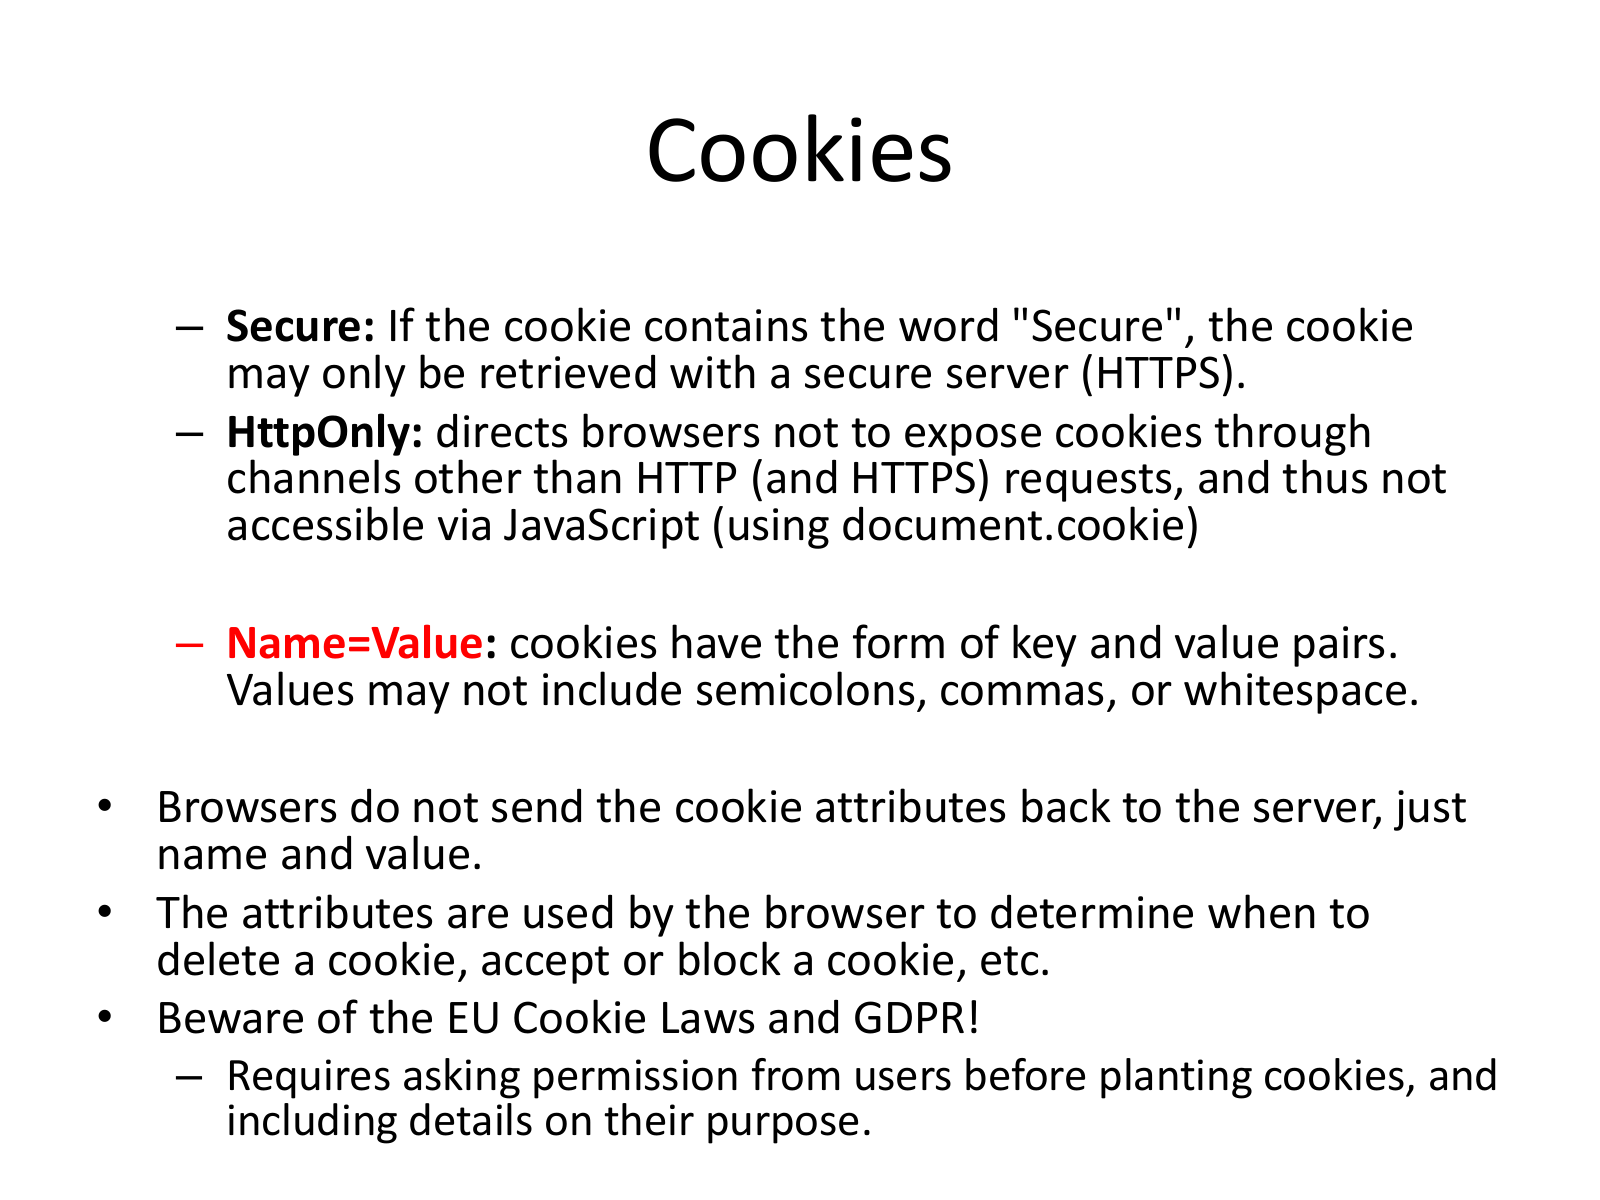 Cookies
– Secure: If the cookie contains the word "Secure", the cookie
may only be retrieved with a secure server (HTTPS).
– HttpOnly: directs browsers not to expose cookies through
channels other than HTTP (and HTTPS) requests, and thus not
accessible via JavaScript (using document.cookie)
– Name=Value: cookies have the form of key and value pairs.
Values may not include semicolons, commas, or whitespace.
• Browsers do not send the cookie attributes back to the server, just
name and value.
• The attributes are used by the browser to determine when to
delete a cookie, accept or block a cookie, etc.
• Beware of the EU Cookie Laws and GDPR!
– Requires asking permission from users before planting cookies, and
including details on their purpose.